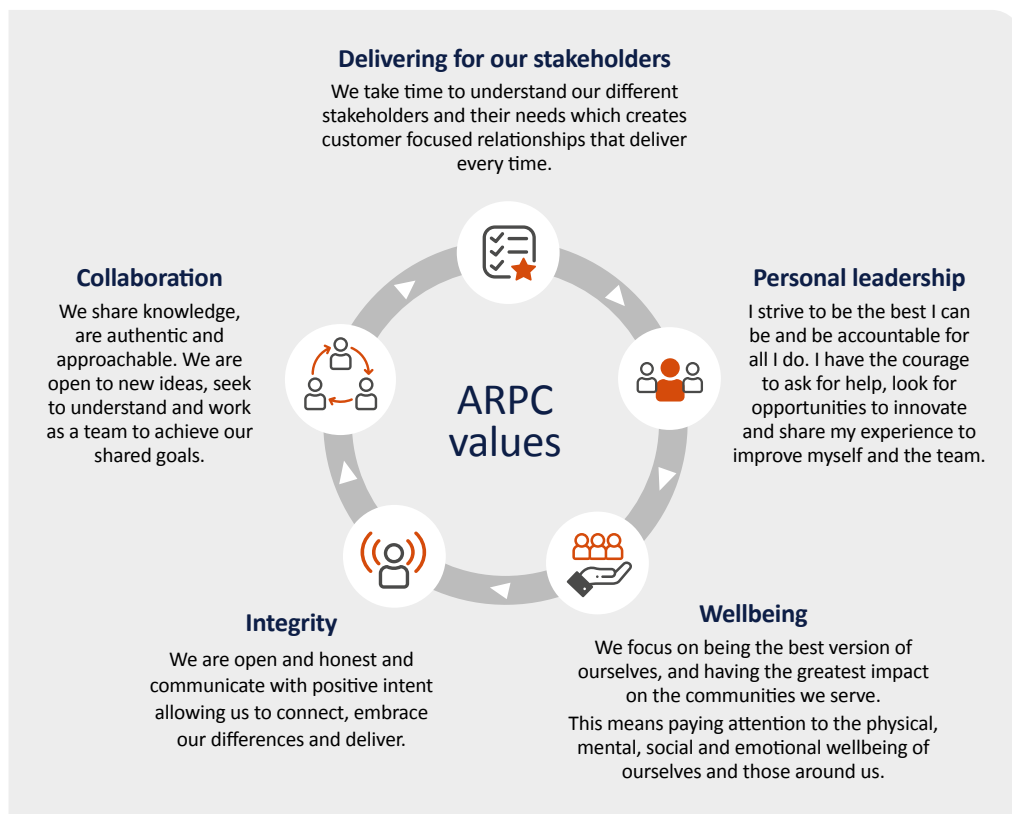 Delivering for our stakeholders
We take time to understand our different
stakeholders and their needs which creates
customer focused relationships that deliver
every time.
Collaboration
We share knowledge,
are authentic and
approachable. We are
open to new ideas, seek
to understand and work
as a team to achieve our
shared goals.
ARPC
values
Personal leadership
I strive to be the best I can
be and be accountable for
all I do. I have the courage
to ask for help, look for
opportunities to innovate
and share my experience to
improve myself and the team.
Integrity
We are open and honest and
communicate with positive intent
allowing us to connect, embrace
our differences and deliver.
Wellbeing
We focus on being the best version of
ourselves, and having the greatest impact
on the communities we serve.
This means paying attention to the physical,
mental, social and emotional wellbeing of
ourselves and those around us.